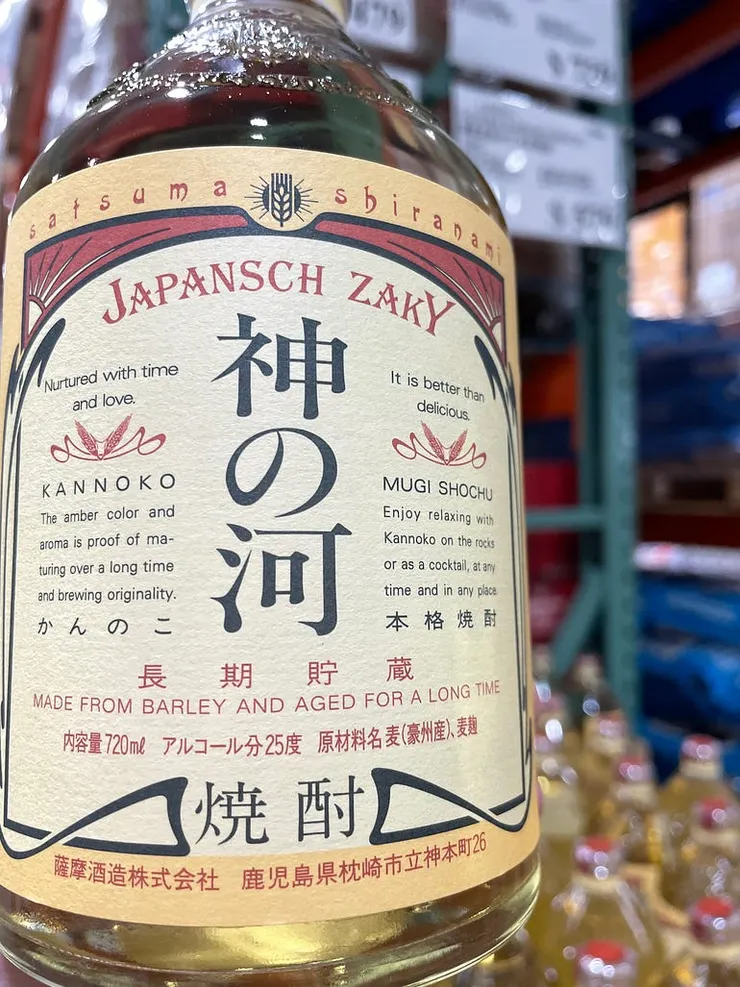 satsuma shiranami
JAPANSCH ZAKY
神の河
Nurtured with time
and love.
KANNOKO
The amber color and
aroma is proof of ma-
turing over a long time
and brewing originality.
かんのこ
It is better than
delicious.
MUGI SHOCHU
Enjoy relaxing with
Kannoko on the rocks
or as a cocktail, at any
time and in any place.
本格焼酎
長期貯蔵
MADE FROM BARLEY AND AGED FOR A LONG TIME
内容量720ml アルコール分25度 原材料名 麦(豪州産)、麦麹
焼酎
薩摩酒造株式会社 鹿児島県枕崎市立神本町26